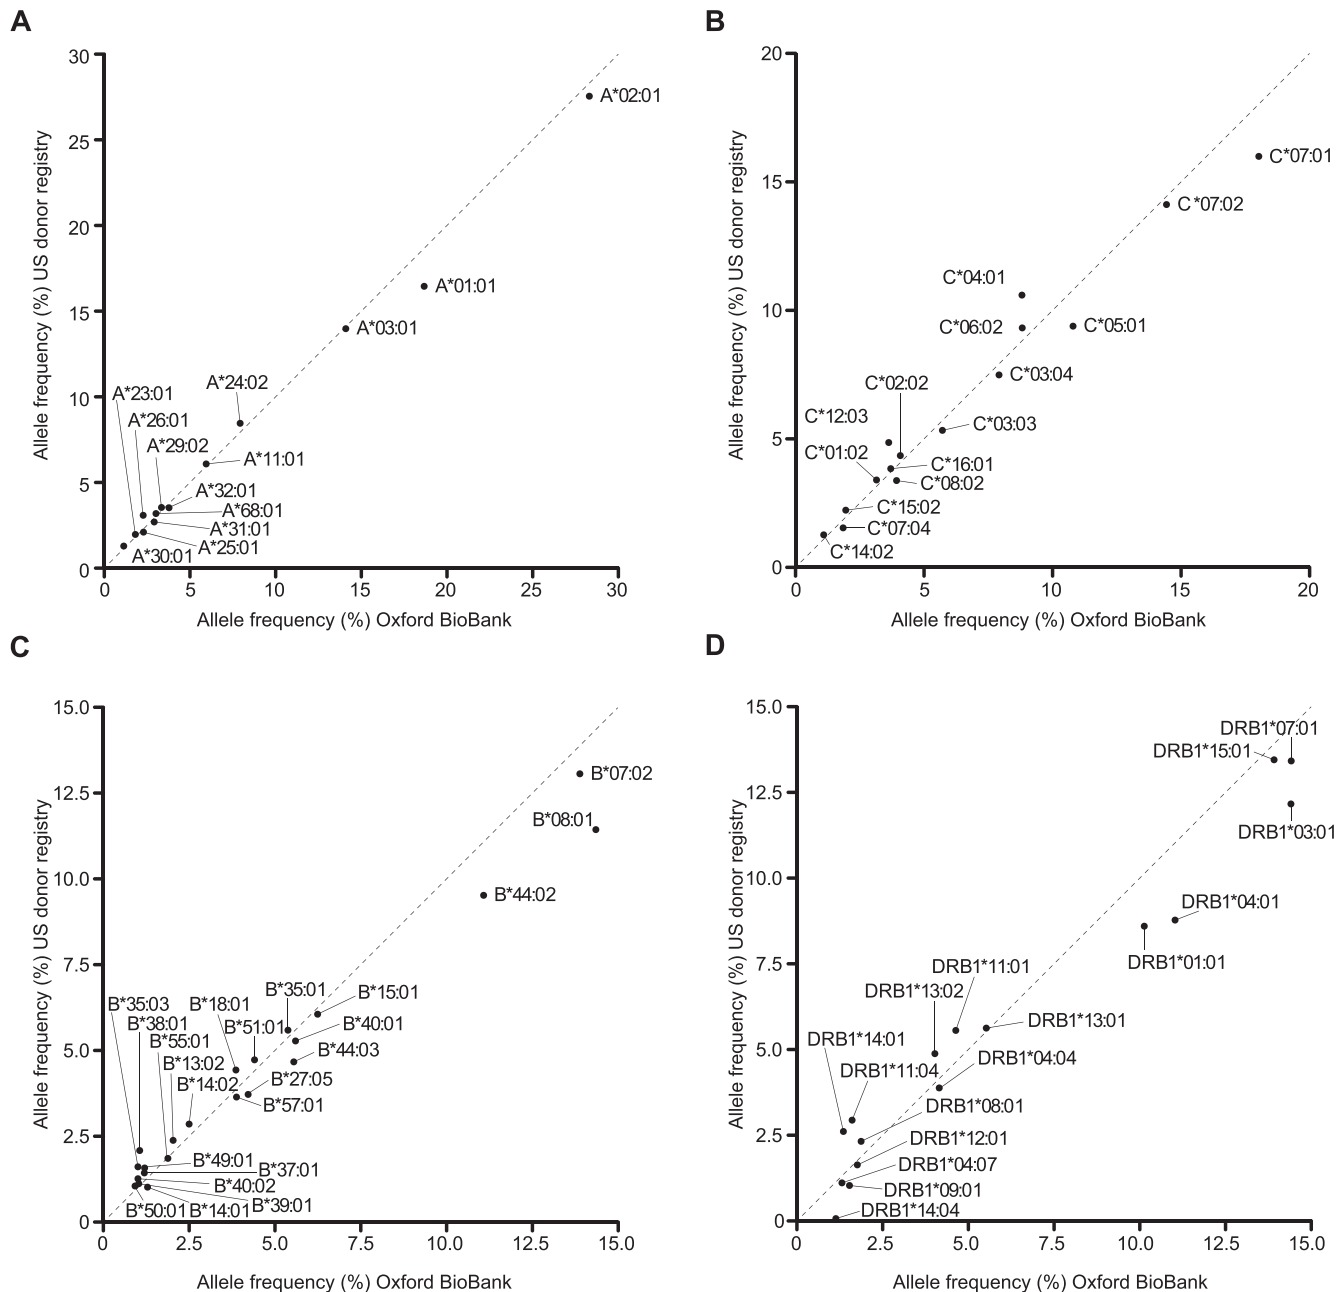 A
30
25
20
15
10
5
0
0
5
10
15
20
25
30
Allele frequency (%) US donor registry
Allele frequency (%) Oxford BioBank
A*02:01
A*01:01
A*03:01
A*24:02
A*23:01
A*26:01
A*29:02
A*11:01
A*32:01
A*68:01
A*31:01
A*25:01
A*30:01
B
20
15
10
5
0
0
5
10
15
20
Allele frequency (%) US donor registry
Allele frequency (%) Oxford BioBank
C*07:01
C*07:02
C*04:01
C*06:02
C*05:01
C*03:04
C*02:02
C*12:03
C*03:03
C*01:02
C*16:01
C*08:02
C*15:02
C*07:04
C*14:02
C
15.0
12.5
10.0
7.5
5.0
2.5
0
0
2.5
5.0
7.5
10.0
12.5
15.0
Allele frequency (%) US donor registry
Allele frequency (%) Oxford BioBank
B*07:02
B*08:01
B*44:02
B*35:01
B*15:01
B*35:03
B*18:01
B*38:01
B*51:01
B*40:01
B*55:01
B*44:03
B*13:02
B*14:02
B*27:05
B*57:01
B*49:01
B*37:01
B*40:02
B*39:01
B*50:01
B*14:01
D
15.0
12.5
10.0
7.5
5.0
2.5
0
0
2.5
5.0
7.5
10.0
12.5
15.0
Allele frequency (%) US donor registry
Allele frequency (%) Oxford BioBank
DRB1*07:01
DRB1*15:01
DRB1*03:01
DRB1*04:01
DRB1*01:01
DRB1*11:01
DRB1*13:02
DRB1*13:01
DRB1*14:01
DRB1*04:04
DRB1*11:04
DRB1*08:01
DRB1*12:01
DRB1*04:07
DRB1*09:01
DRB1*14:04